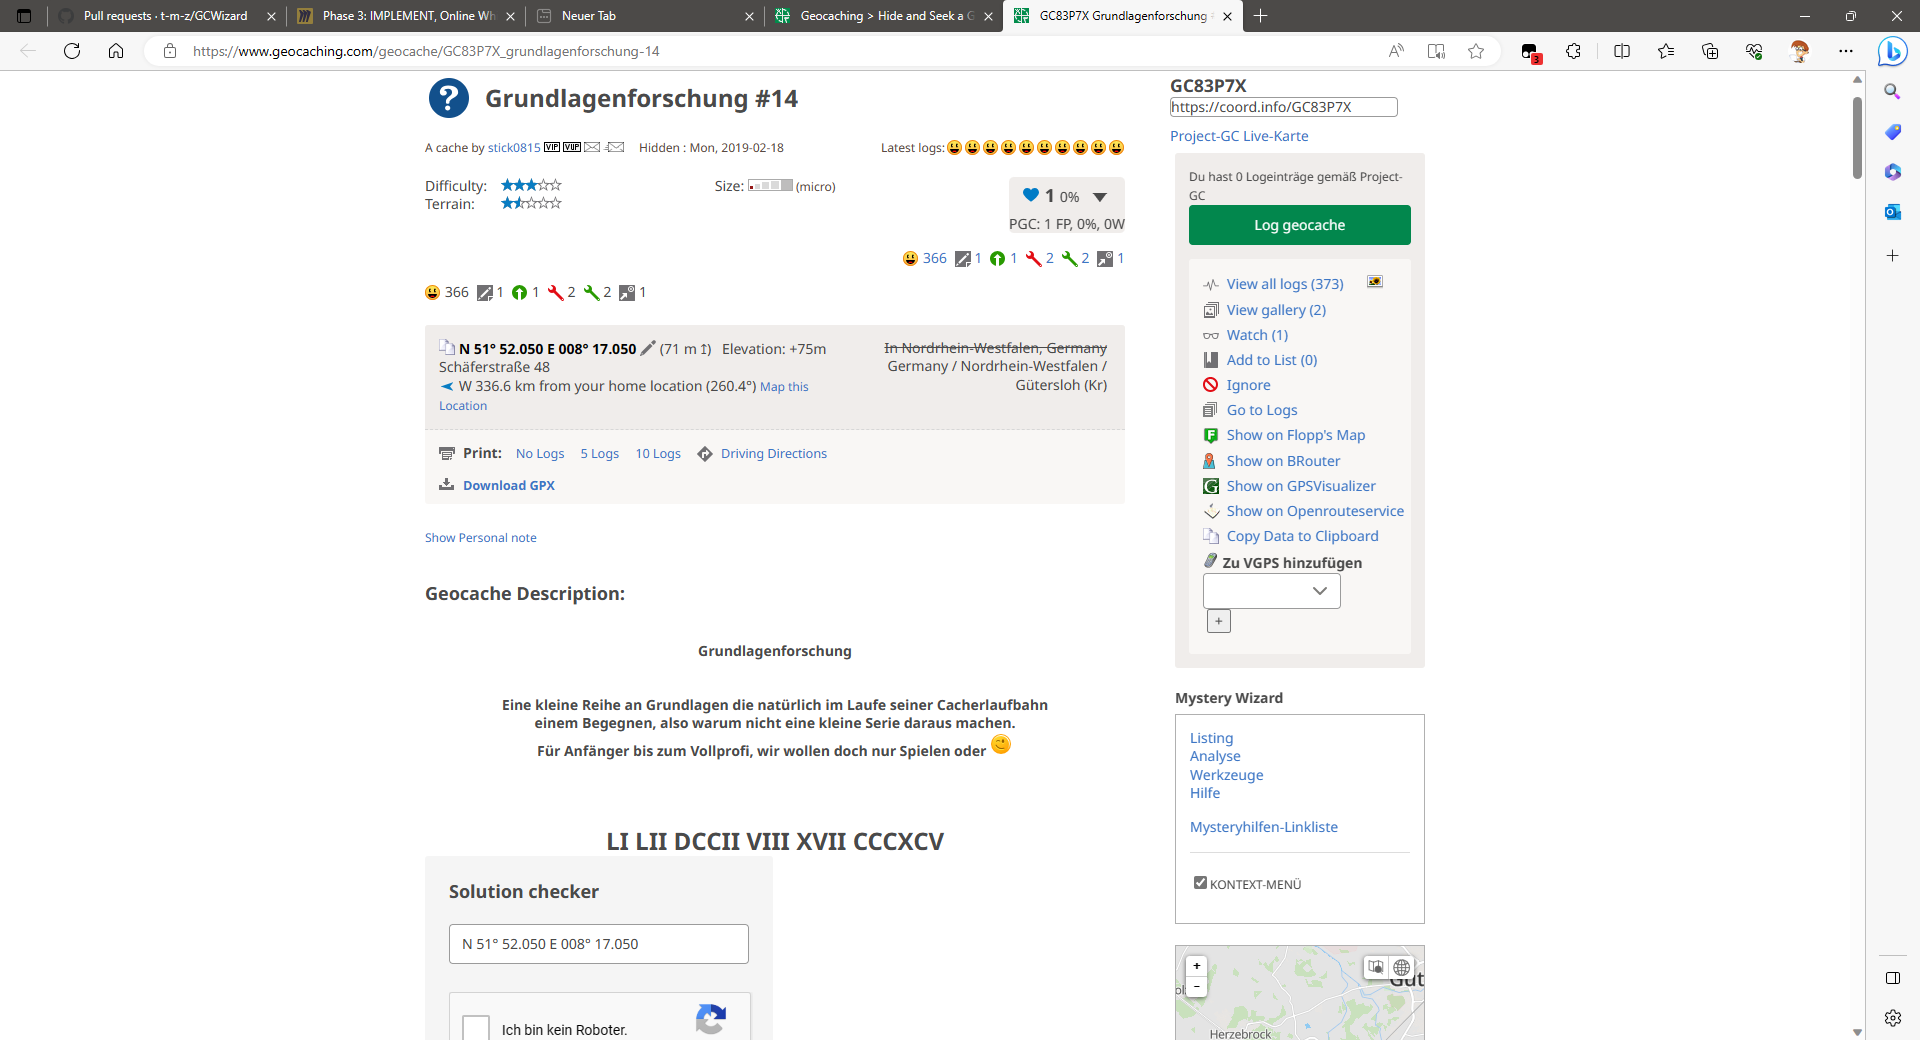 Pull requests · t-m-z/GCWizard
Phase 3: IMPLEMENT, Online Wh
Neuer Tab
Geocaching > Hide and Seek a G
GC83P7X Grundlagenforschung
https://www.geocaching.com/geocache/GC83P7X_grundlagenforschung-14
3
Grundlagenforschung #14
A cache by stick0815 VIP VUP Hidden : Mon, 2019-02-18
Latest logs:
Difficulty:
Terrain:
Size: (micro)
1 0%
PGC: 1 FP, 0%, 0W
366 1 1 2 2 1
366 1 1 2 2 1
N 51° 52.050 E 008° 17.050 (71 m ↥) Elevation: +75m
Schäferstraße 48
W 336.6 km from your home location (260.4°) Map this
Location
In Nordrhein-Westfalen, Germany
Germany / Nordrhein-Westfalen /
Gütersloh (Kr)
Print: No Logs 5 Logs 10 Logs Driving Directions
Download GPX
Show Personal note
Geocache Description:
Grundlagenforschung
Eine kleine Reihe an Grundlagen die natürlich im Laufe seiner Cacherlaufbahn
einem Begegnen, also warum nicht eine kleine Serie daraus machen.
Für Anfänger bis zum Vollprofi, wir wollen doch nur Spielen oder
LI LII DCCII VIII XVII CCCXCV
Solution checker
N 51° 52.050 E 008° 17.050
Ich bin kein Roboter.
GC83P7X
https://coord.info/GC83P7X
Project-GC Live-Karte
Du hast 0 Logeinträge gemäß Project-
GC
Log geocache
View all logs (373)
View gallery (2)
Watch (1)
Add to List (0)
Ignore
Go to Logs
Show on Flopp's Map
Show on BRouter
Show on GPSVisualizer
Show on Openrouteservice
Copy Data to Clipboard
Zu VGPS hinzufügen
+
Mystery Wizard
Listing
Analyse
Werkzeuge
Hilfe
Mysteryhilfen-Linkliste
KONTEXT-MENÜ
+
-
Gut
Herzebrock